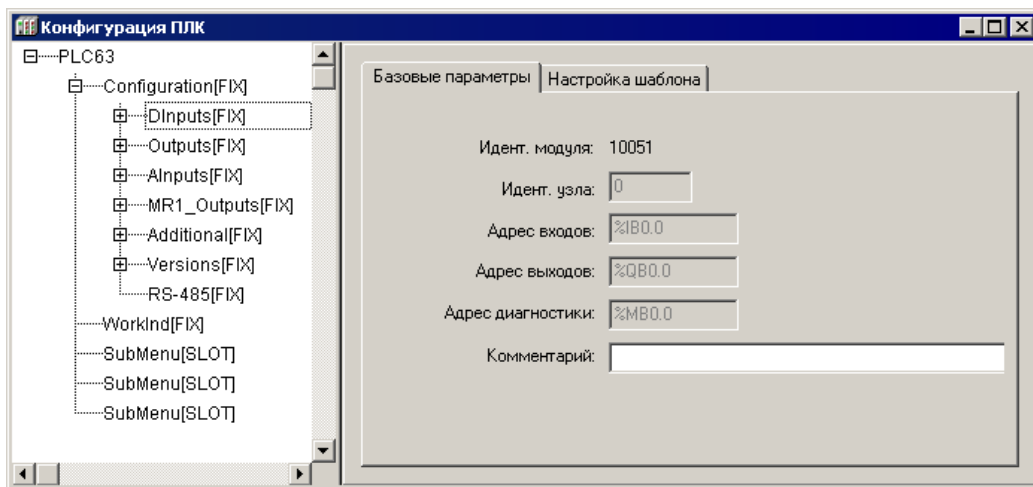 Конфигурация ПЛК
PLC63
Configuration[FIX]
DInputs[FIX]
Outputs[FIX]
AInputs[FIX]
MR1_Outputs[FIX]
Additional[FIX]
Versions[FIX]
RS-485[FIX]
WorkInd[FIX]
SubMenu[SLOT]
SubMenu[SLOT]
SubMenu[SLOT]
Базовые параметры Настройка шаблона
Идент. модуля: 10051
Идент. узла: 0
Адрес входов: %IB0.0
Адрес выходов: %QB0.0
Адрес диагностики: %MB0.0
Комментарий: